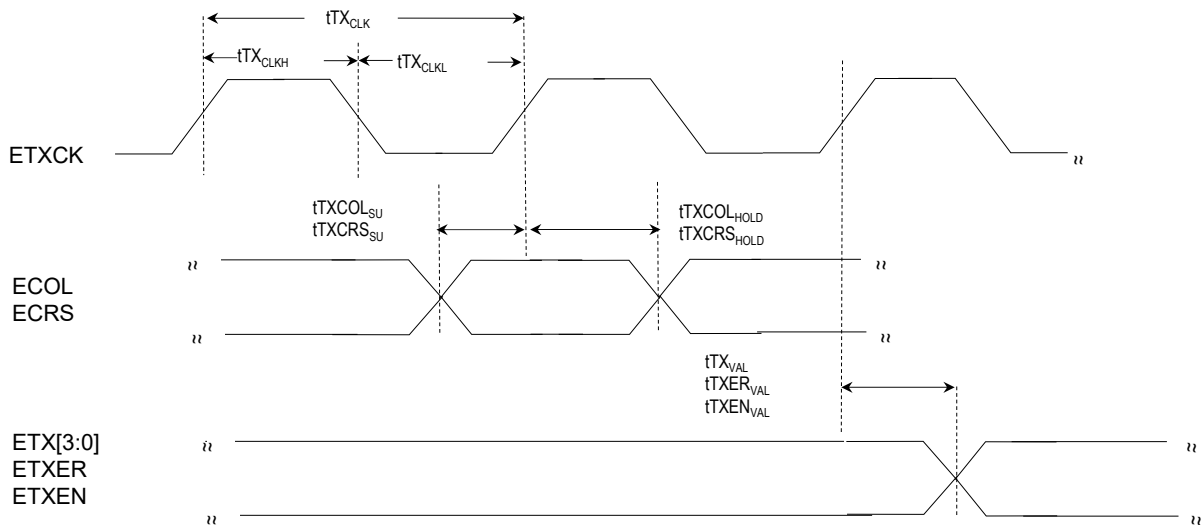 tTXCLK
tTXCLKH
tTXCLKL
ETXCK
tTXCOLSU
tTXCRSSU
tTXCOLHOLD
tTXCRSHOLD
ECOL
ECRS
tTXVAL
tTXERVAL
tTXENVAL
ETX[3:0]
ETXER
ETXEN